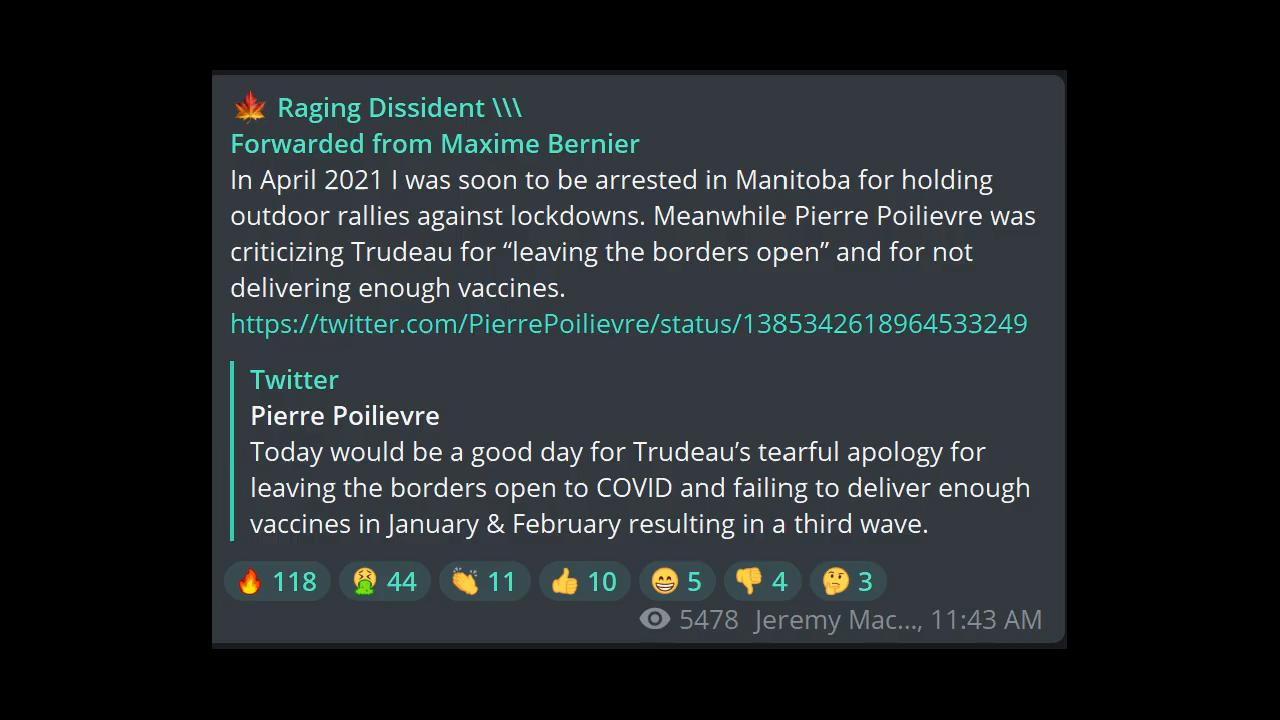 🍁 Raging Dissident \\\
Forwarded from Maxime Bernier
In April 2021 I was soon to be arrested in Manitoba for holding
outdoor rallies against lockdowns. Meanwhile Pierre Poilievre was
criticizing Trudeau for “leaving the borders open” and for not
delivering enough vaccines.
https://twitter.com/PierrePoilievre/status/1385342618964533249
Twitter
Pierre Poilievre
Today would be a good day for Trudeau’s tearful apology for
leaving the borders open to COVID and failing to deliver enough
vaccines in January & February resulting in a third wave.
🔥 118 🤮 44 👏 11 👍 10 😁 5 👎 4 🤔 3
5478 Jeremy Mac..., 11:43 AM